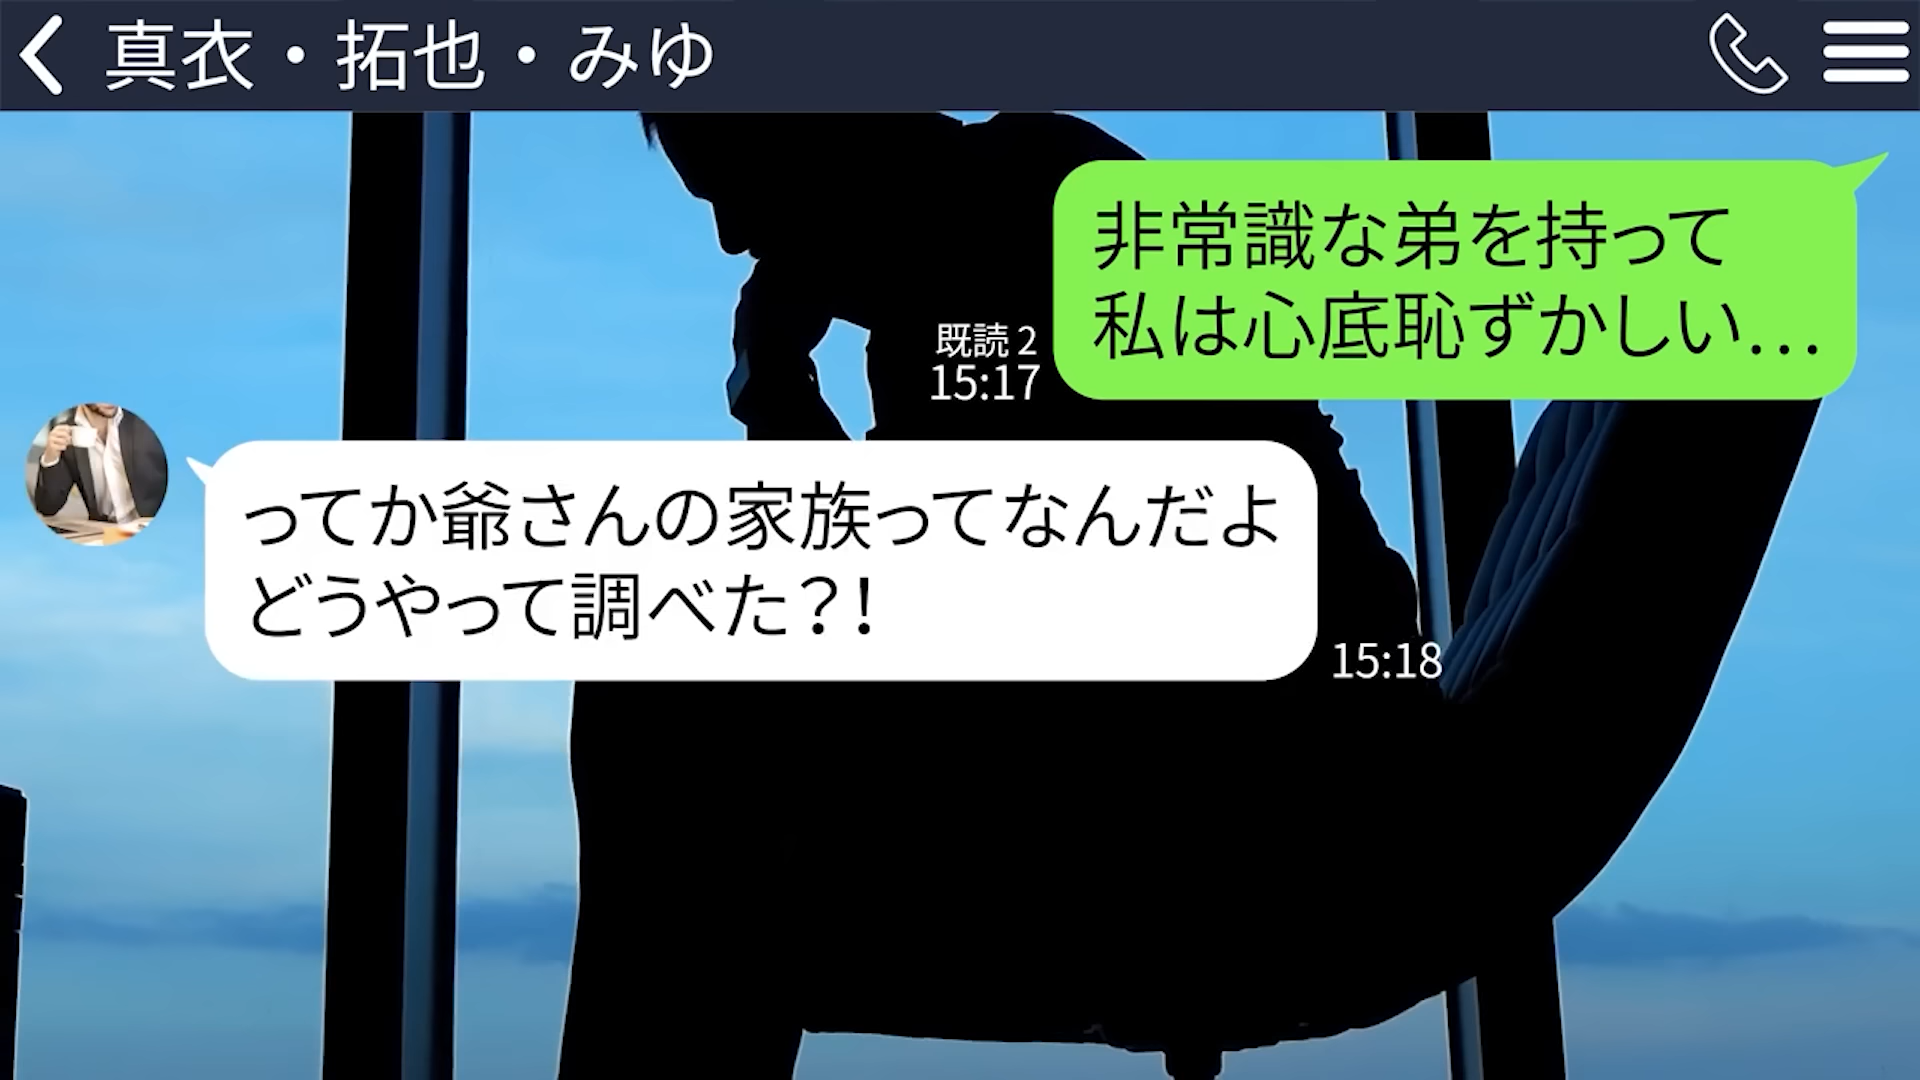 真衣・拓也・みゆ
非常識な弟を持って
私は心底恥ずかしい…
既読 2
15:17
ってか爺さんの家族ってなんだよ
どうやって調べた?!
15:18